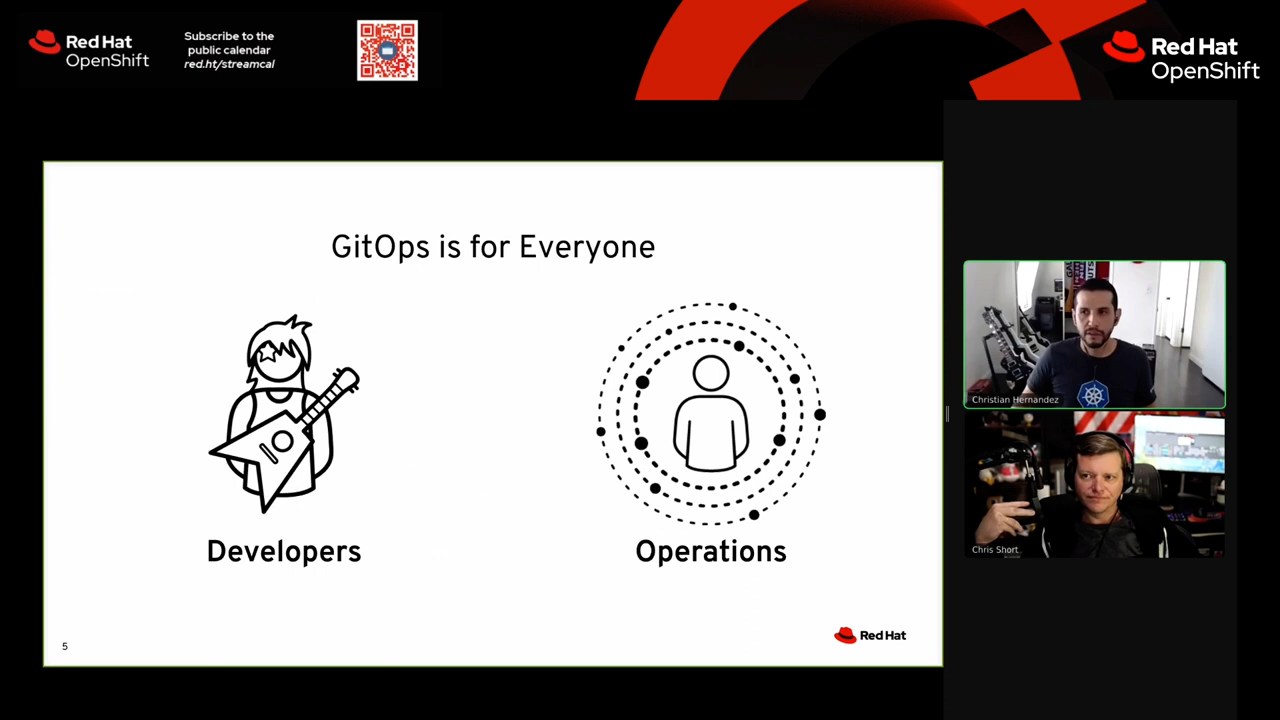 Red Hat
OpenShift
Subscribe to the
public calendar
red.ht/streamcal
Red Hat
OpenShift
GitOps is for Everyone
Developers
Operations
5
Red Hat
Christian Hernandez
Chris Short